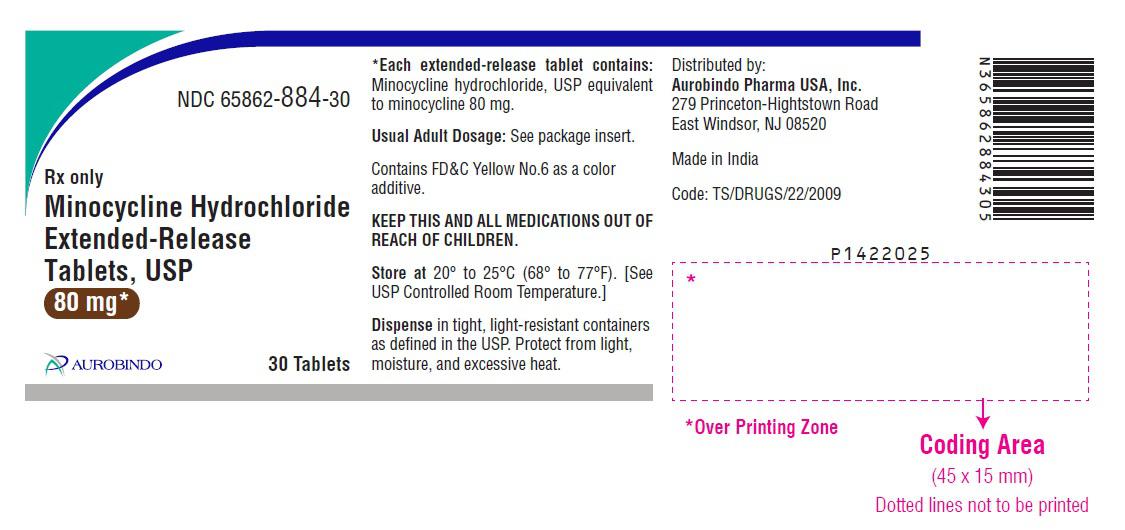 NDC 65862-884-30
Rx only
Minocycline Hydrochloride
Extended-Release
Tablets, USP
80 mg*
AUROBINDO
30 Tablets
*Each extended-release tablet contains:
Minocycline hydrochloride, USP equivalent
to minocycline 80 mg.
Usual Adult Dosage: See package insert.
Contains FD&C Yellow No.6 as a color
additive.
KEEP THIS AND ALL MEDICATIONS OUT OF
REACH OF CHILDREN.
Store at 20° to 25°C (68° to 77°F). [See
USP Controlled Room Temperature.]
Dispense in tight, light-resistant containers
as defined in the USP. Protect from light,
moisture, and excessive heat.
Distributed by:
Aurobindo Pharma USA, Inc.
279 Princeton-Hightstown Road
East Windsor, NJ 08520
Made in India
Code: TS/DRUGS/22/2009
N365862884305
P1422025
*
*Over Printing Zone
Coding Area
(45 x 15 mm)
Dotted lines not to be printed